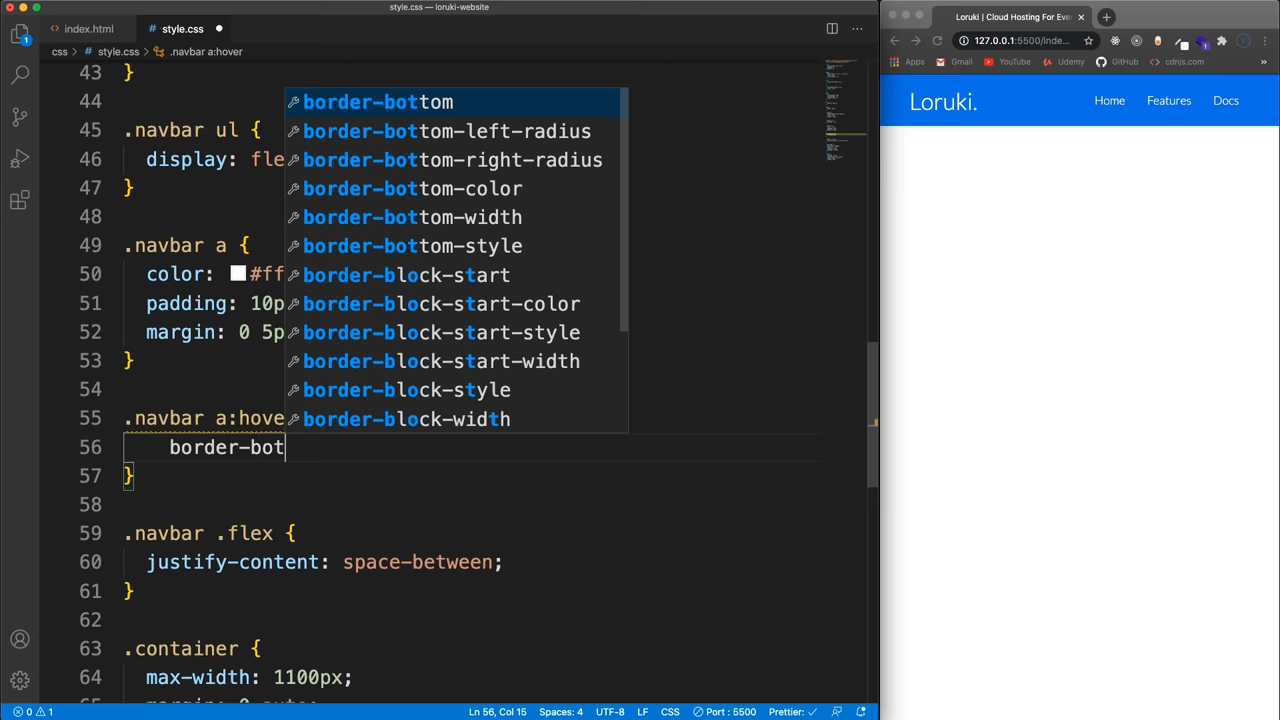 style.css — loruki-website
index.html
style.css
css > style.css > .navbar a:hover
43 }
44
45 .navbar ul {
46 display: fle
47 }
48
49 .navbar a {
50 color: #ff
51 padding: 10p
52 margin: 0 5p
53 }
54
55 .navbar a:hove
56 border-bot
57 }
58
59 .navbar .flex {
60 justify-content: space-between;
61 }
62
63 .container {
64 max-width: 1100px;
border-bottom
border-bottom-left-radius
border-bottom-right-radius
border-bottom-color
border-bottom-width
border-bottom-style
border-block-start
border-block-start-color
border-block-start-style
border-block-start-width
border-block-style
border-block-width
1
0 1 Ln 56, Col 15 Spaces: 4 UTF-8 LF CSS Port : 5500 Prettier: ✓
Loruki | Cloud Hosting For Eve
127.0.0.1:5500/inde...
Apps Gmail YouTube Udemy GitHub cdnjs.com »
Loruki. Home Features Docs